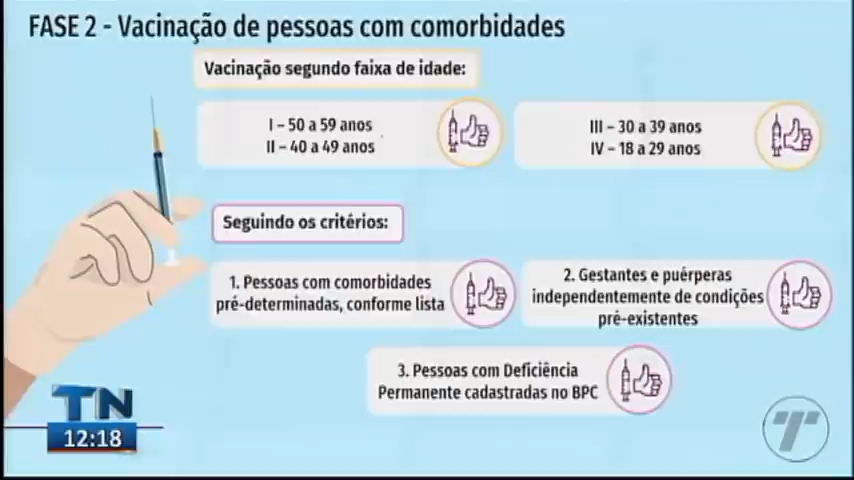 FASE 2 - Vacinação de pessoas com comorbidades
Vacinação segundo faixa de idade:
I – 50 a 59 anos
II – 40 a 49 anos
III – 30 a 39 anos
IV – 18 a 29 anos
Seguindo os critérios:
1. Pessoas com comorbidades
pré-determinadas, conforme lista
2. Gestantes e puérperas
independentemente de condições
pré-existentes
3. Pessoas com Deficiência
Permanente cadastradas no BPC
TN
12:18
T